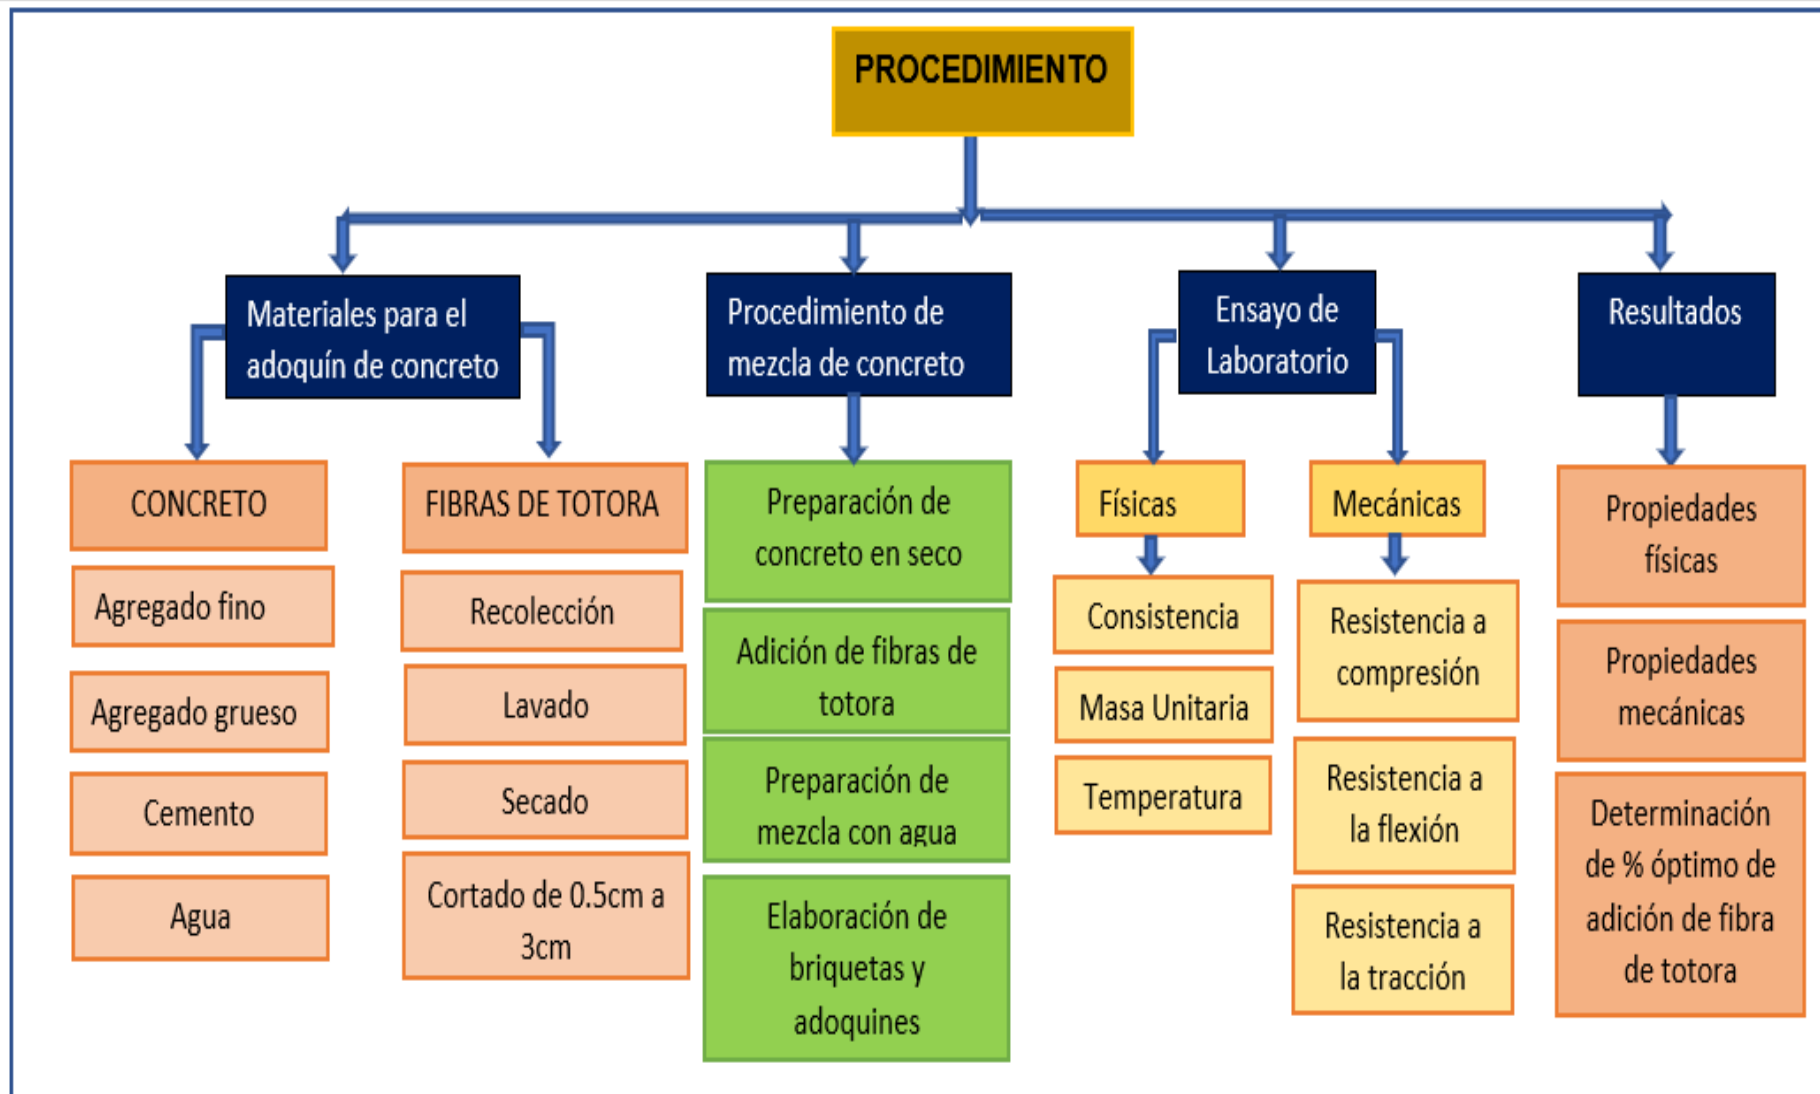 PROCEDIMIENTO
Materiales para el
adoquín de concreto
Procedimiento de
mezcla de concreto
Ensayo de
Laboratorio
Resultados
CONCRETO
Agregado fino
Agregado grueso
Cemento
Agua
FIBRAS DE TOTORA
Recolección
Lavado
Secado
Cortado de 0.5cm a
3cm
Preparación de
concreto en seco
Adición de fibras de
totora
Preparación de
mezcla con agua
Elaboración de
briquetas y
adoquines
Físicas
Consistencia
Masa Unitaria
Temperatura
Mecánicas
Resistencia a
compresión
Resistencia a
la flexión
Resistencia a
la tracción
Propiedades
físicas
Propiedades
mecánicas
Determinación
de % óptimo de
adición de fibra
de totora